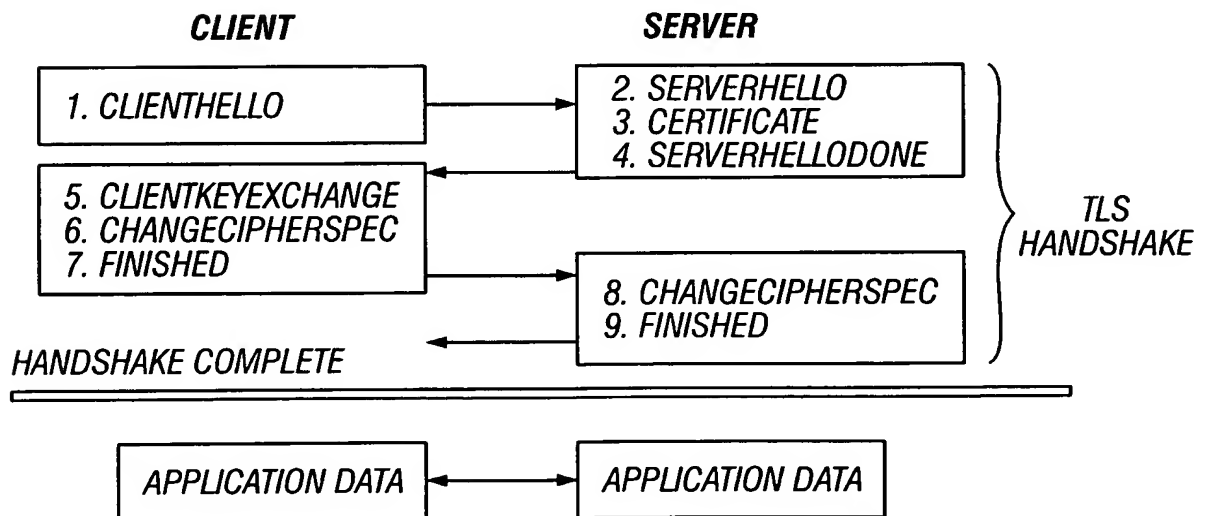 CLIENT
SERVER
1. CLIENTHELLO
2. SERVERHELLO
3. CERTIFICATE
4. SERVERHELLODONE
5. CLIENTKEYEXCHANGE
6. CHANGECIPHERSPEC
7. FINISHED
TLS
HANDSHAKE
8. CHANGECIPHERSPEC
9. FINISHED
HANDSHAKE COMPLETE
APPLICATION DATA
APPLICATION DATA